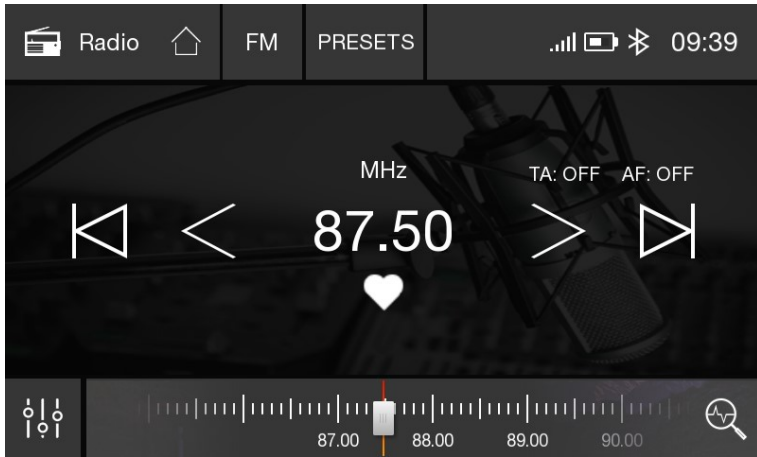 Radio FM PRESETS 09:39
MHz TA: OFF AF: OFF
87.50
87.00 88.00 89.00 90.00